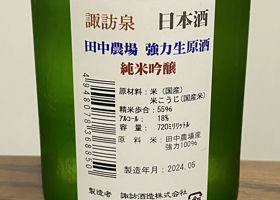 諏訪泉 日本酒
田中農場 強力生原酒
純米吟醸
原材料：米（国産）
米こうじ（国産米）
精米歩合：55％
アルコール：18％
容量：720ミリリットル
原料米：田中農場産
強力100％
製造年月：2024.05
製造者 諏訪酒造株式会社
4948078388850